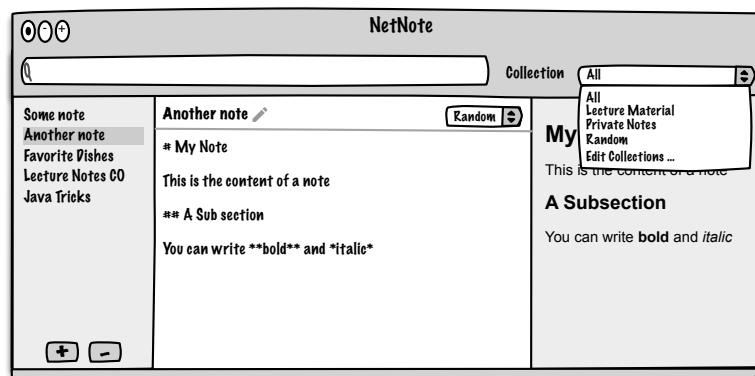 NetNote
Collection
All
All
Lecture Material
Private Notes
Random
Edit Collections ...
Some note
Another note
Favorite Dishes
Lecture Notes CO
Java Tricks
+
-
Another note
Random
# My Note
This is the content of a note
## A Sub section
You can write **bold** and *italic*
My
This is the content of a note
A Subsection
You can write bold and italic